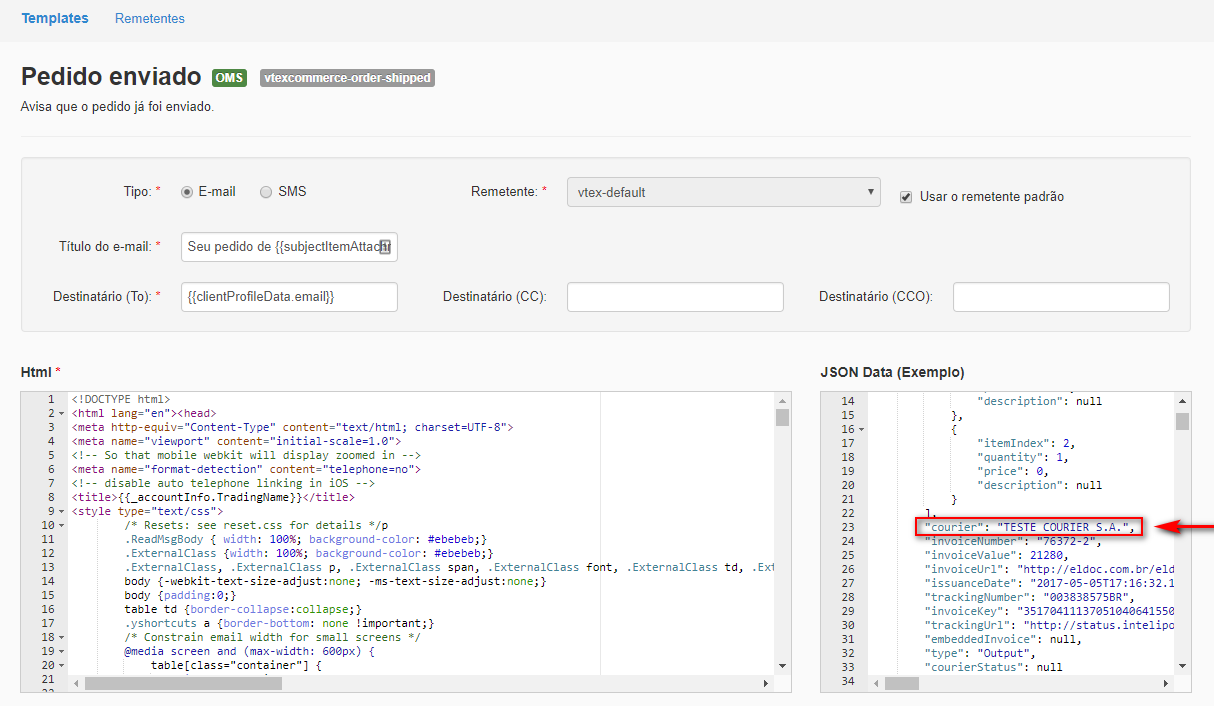 Templates Remetentes
Pedido enviado OMS vtexcommerce-order-shipped
Avisa que o pedido já foi enviado.
Tipo: * E-mail SMS Remetente: * vtex-default Usar o remetente padrão
Título do e-mail: * Seu pedido de {{subjectItemAttach
Destinatário (To): * {{clientProfileData.email}} Destinatário (CC): Destinatário (CCO):
Html *
1 <!DOCTYPE html>
2 <html lang="en"><head>
3 <meta http-equiv="Content-Type" content="text/html; charset=UTF-8">
4 <meta name="viewport" content="initial-scale=1.0">
5 <!-- So that mobile webkit will display zoomed in -->
6 <meta name="format-detection" content="telephone=no">
7 <!-- disable auto telephone linking in iOS -->
8 <title>{{_accountInfo.TradingName}}</title>
9 <style type="text/css">
10 /* Resets: see reset.css for details */p
11 .ReadMsgBody { width: 100%; background-color: #ebebeb;}
12 .ExternalClass {width: 100%; background-color: #ebebeb;}
13 .ExternalClass, .ExternalClass p, .ExternalClass span, .ExternalClass font, .ExternalClass td, .Ext
14 body {-webkit-text-size-adjust:none; -ms-text-size-adjust:none;}
15 body {padding:0;}
16 table td {border-collapse:collapse;}
17 .yshortcuts a {border-bottom: none !important;}
18 /* Constrain email width for small screens */
19 @media screen and (max-width: 600px) {
20 table[class="container"] {
21
JSON Data (Exemplo)
14 "description": null
15 },
16 {
17 "itemIndex": 2,
18 "quantity": 1,
19 "price": 0,
20 "description": null
21 }
22 ],
23 "courier": "TESTE COURIER S.A.",
24 "invoiceNumber": "76372-2",
25 "invoiceValue": 21280,
26 "invoiceUrl": "http://eldoc.com.br/eld
27 "issuanceDate": "2017-05-05T17:16:32.1
28 "trackingNumber": "003838575BR",
29 "invoiceKey": "35170411137051040641550
30 "trackingUrl": "http://status.intelipo
31 "embeddedInvoice": null,
32 "type": "Output",
33 "courierStatus": null
34